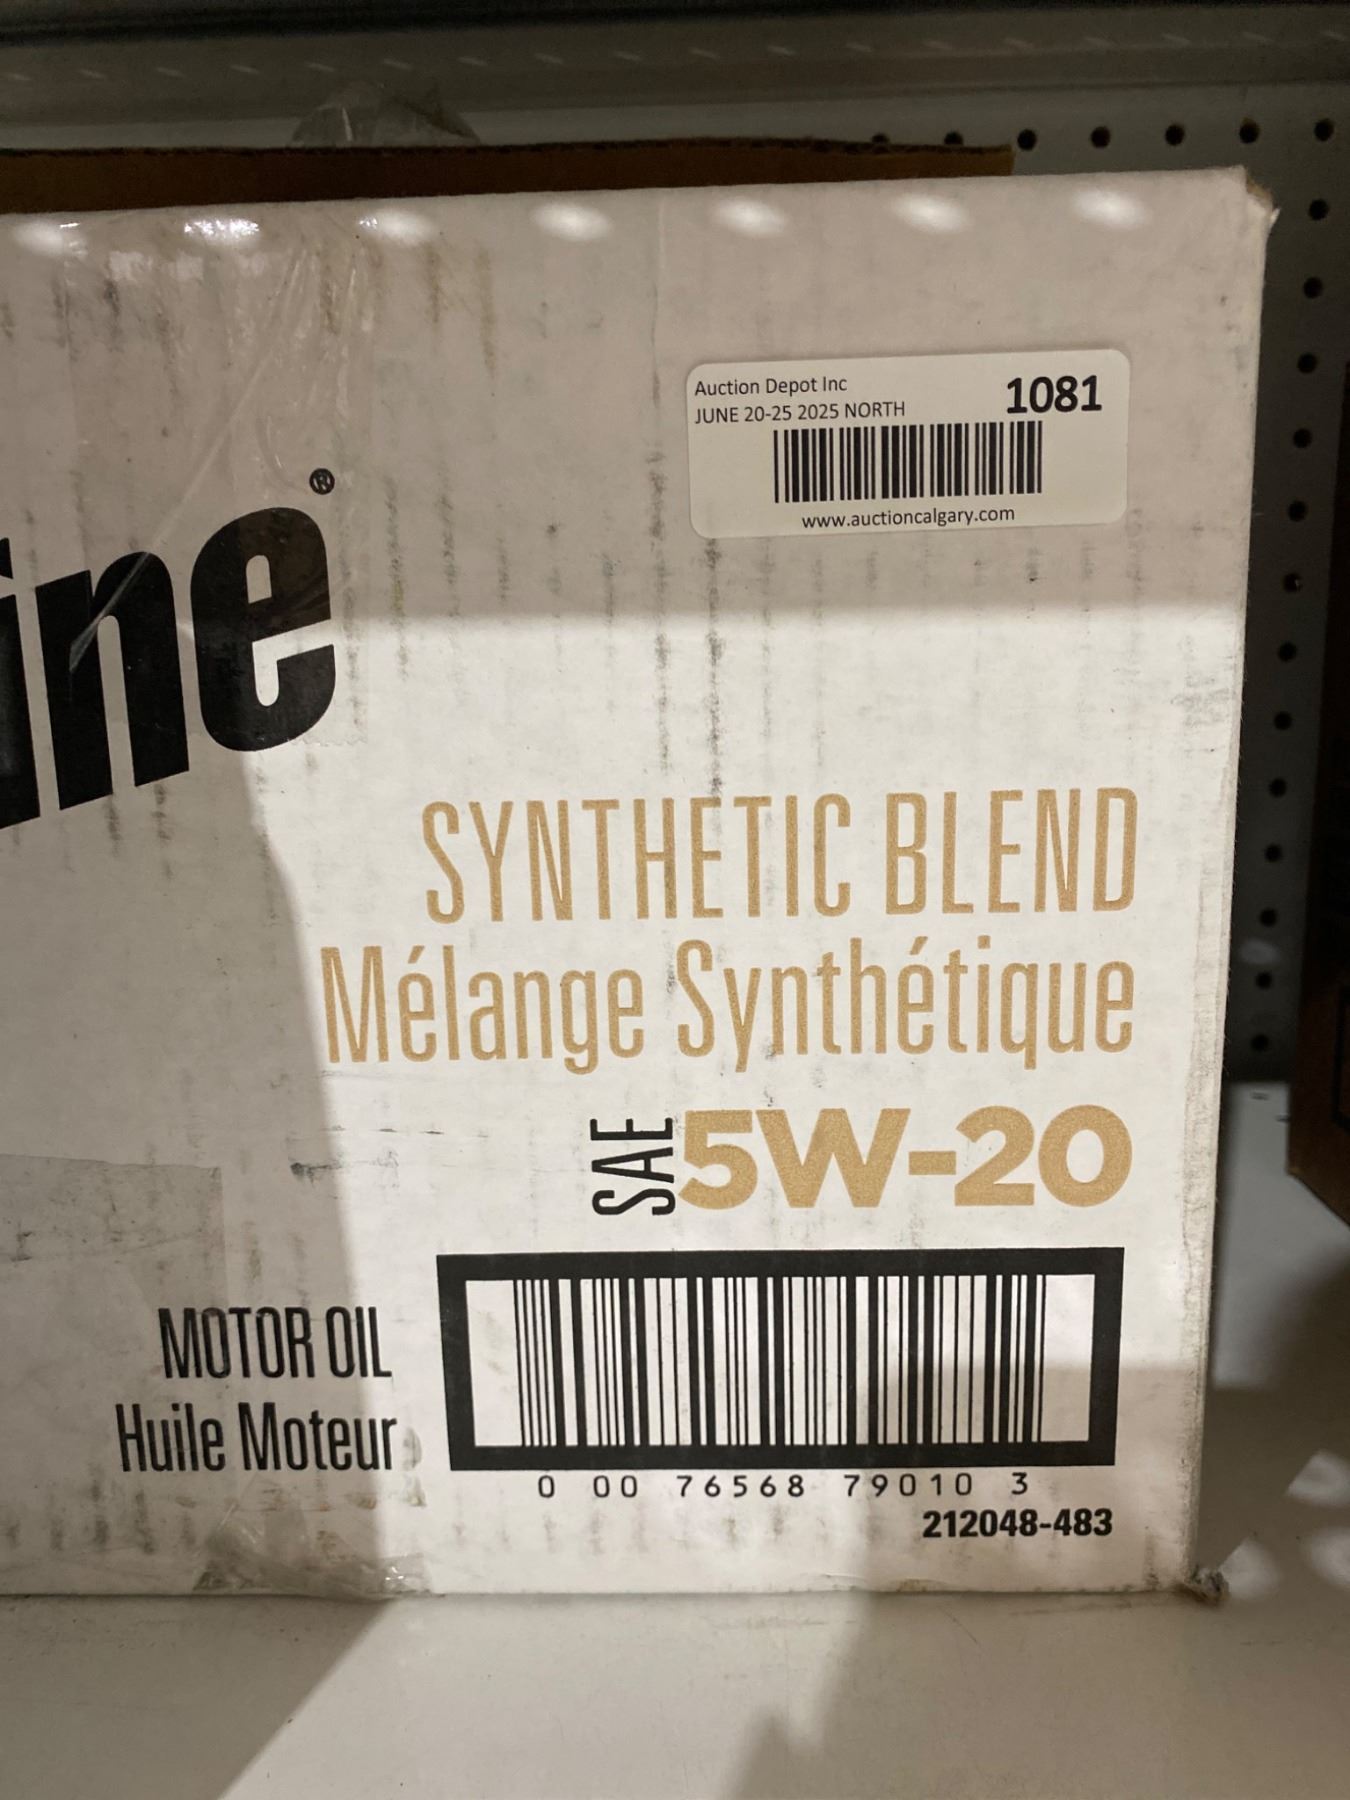 Auction Depot Inc
1081
JUNE 20-25 2025 NORTH
www.auctioncalgary.com
ine®
SYNTHETIC BLEND
Mélange Synthétique
SAE 5W-20
MOTOR OIL
Huile Moteur
0 00 76568 79010 3
212048-483